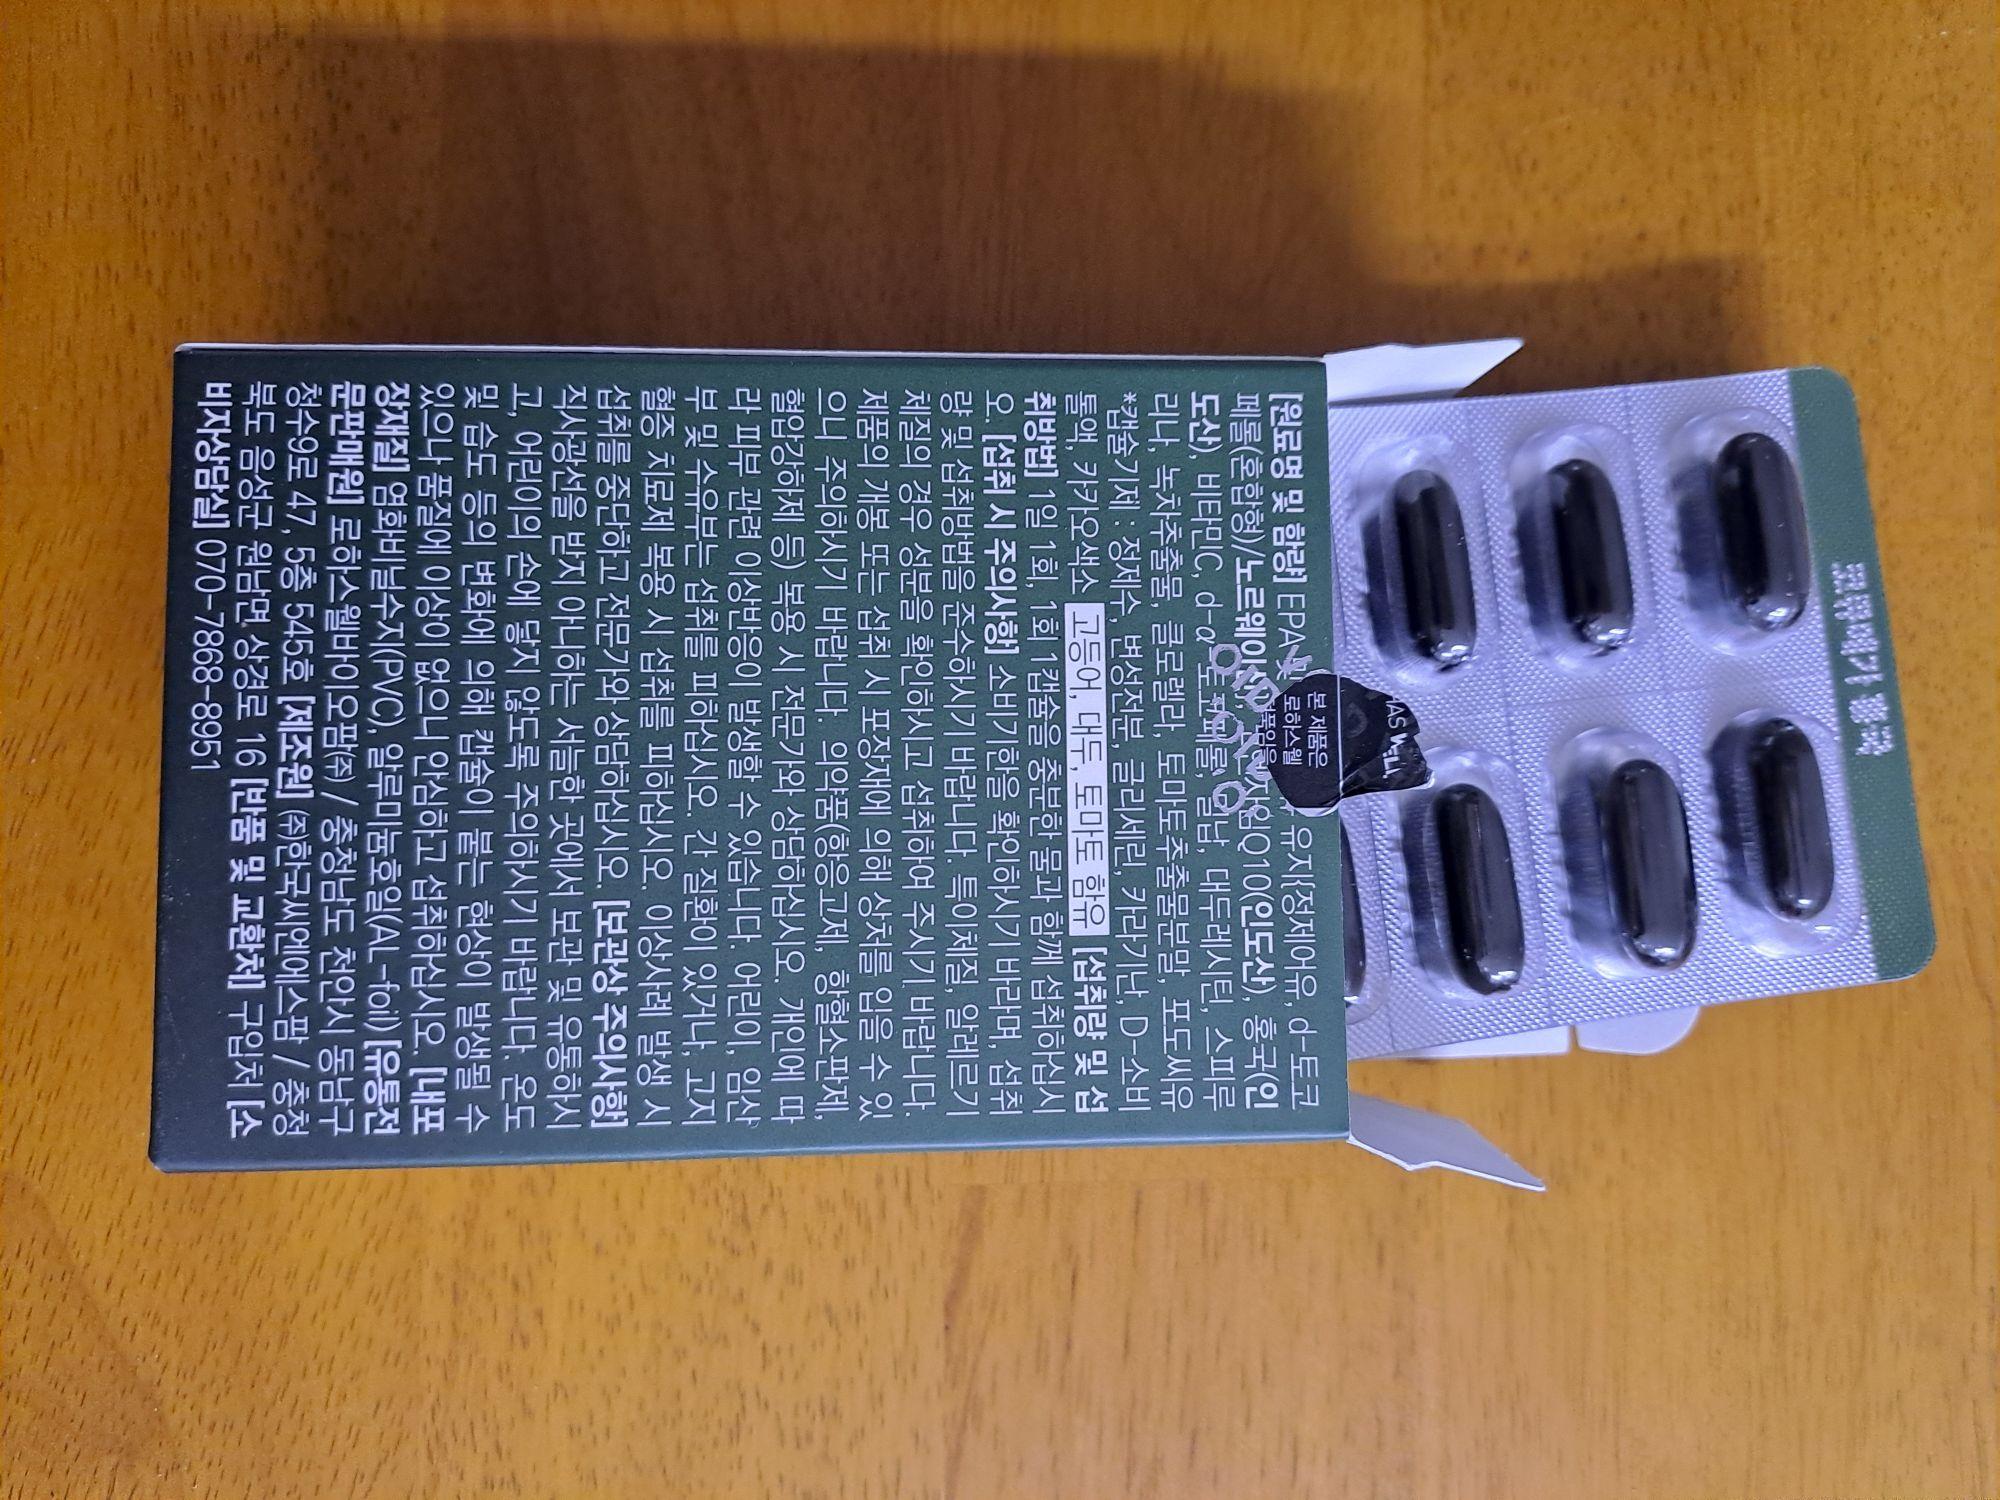 [원료명 및 함량] EPA 및 유지{정제어유, d-토코
페롤(혼합형)/노르웨이산}, Q10(인도산), 홍국(인
도산), 비타민C, d-α-토코페롤, 밀납, 대두레시틴, 스피루
리나, 녹차추출물, 클로렐라, 토마토추출물분말, 포도씨유
*캡슐기제 : 정제수, 변성전분, 글리세린, 카라기난, D-소비
톨액, 카카오색소 고등어, 대두, 토마토 함유 [섭취량 및 섭
취방법] 1일 1회, 1회 1캡슐을 충분한 물과 함께 섭취하십시
오. [섭취 시 주의사항] 소비기한을 확인하시기 바라며, 섭취
량 및 섭취방법을 준수하시기 바랍니다. 특이체질, 알레르기
체질의 경우 성분을 확인하시고 섭취하여 주시기 바랍니다.
제품의 개봉 또는 섭취 시 포장재에 의해 상처를 입을 수 있
으니 주의하시기 바랍니다. 의약품(항응고제, 항혈소판제,
혈압강하제 등) 복용 시 전문가와 상담하십시오. 개인에 따
라 피부 관련 이상반응이 발생할 수 있습니다. 어린이, 임산
부 및 수유부는 섭취를 피하십시오. 간 질환이 있거나, 고지
혈증 치료제 복용 시 섭취를 피하십시오. 이상사례 발생 시
섭취를 중단하고 전문가와 상담하십시오. [보관상 주의사항]
직사광선을 받지 아니하는 서늘한 곳에서 보관 및 유통하시
고, 어린이의 손에 닿지 않도록 주의하시기 바랍니다. 온도
및 습도 등의 변화에 의해 캡슐이 붙는 현상이 발생될 수
있으나 품질에 이상이 없으니 안심하고 섭취하십시오. [내포
장재질] 염화비닐수지(PVC), 알루미늄호일(AL-foil) [유통전
문판매원] 로하스웰바이오팜㈜ / 충청남도 천안시 동남구
청수9로 47, 5층 545호 [제조원] ㈜한국씨엔에스팜 / 충청
북도 음성군 원남면 상경로 16 [반품 및 교환처] 구입처 [소
비자상담실] 070-7868-8951
본 제품은
로하스웰
HAS WELL